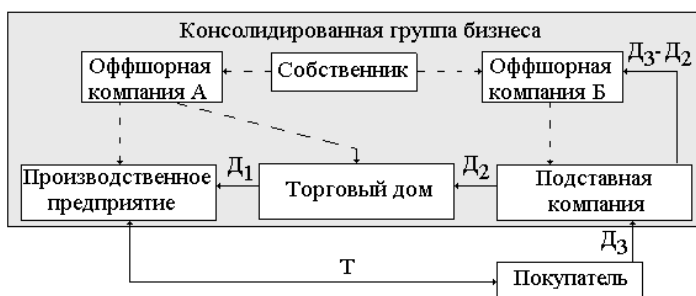 Консолидированная группа бизнеса
Оффшорная
компания А
Собственник
Оффшорная
компания Б
Д3- Д2
Производственное
предприятие
Д1
Торговый дом
Д2
Подставная
компания
Д3
Т
Покупатель